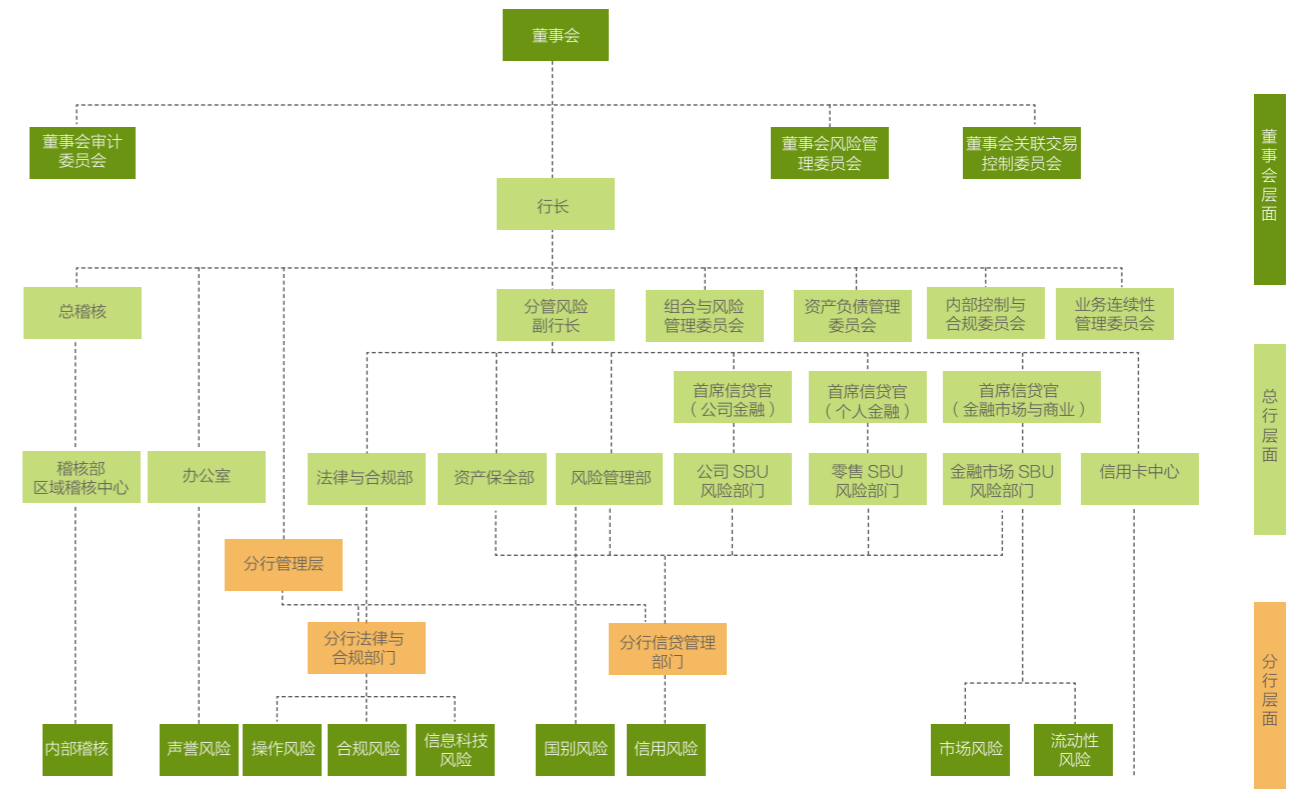 董事会
董事会审计
委员会
董事会风险管
理委员会
董事会关联交易
控制委员会
董事会层面
行长
总稽核
分管风险
副行长
组合与风险
管理委员会
资产负债管理
委员会
内部控制与
合规委员会
业务连续性
管理委员会
首席信贷官
（公司金融）
首席信贷官
（个人金融）
首席信贷官
（金融市场与商业）
总行层面
稽核部
区域稽核中心
办公室
法律与合规部
资产保全部
风险管理部
公司 SBU
风险部门
零售 SBU
风险部门
金融市场 SBU
风险部门
信用卡中心
分行管理层
分行法律与
合规部门
分行信贷管理
部门
分行层面
内部稽核
声誉风险
操作风险
合规风险
信息科技
风险
国别风险
信用风险
市场风险
流动性
风险